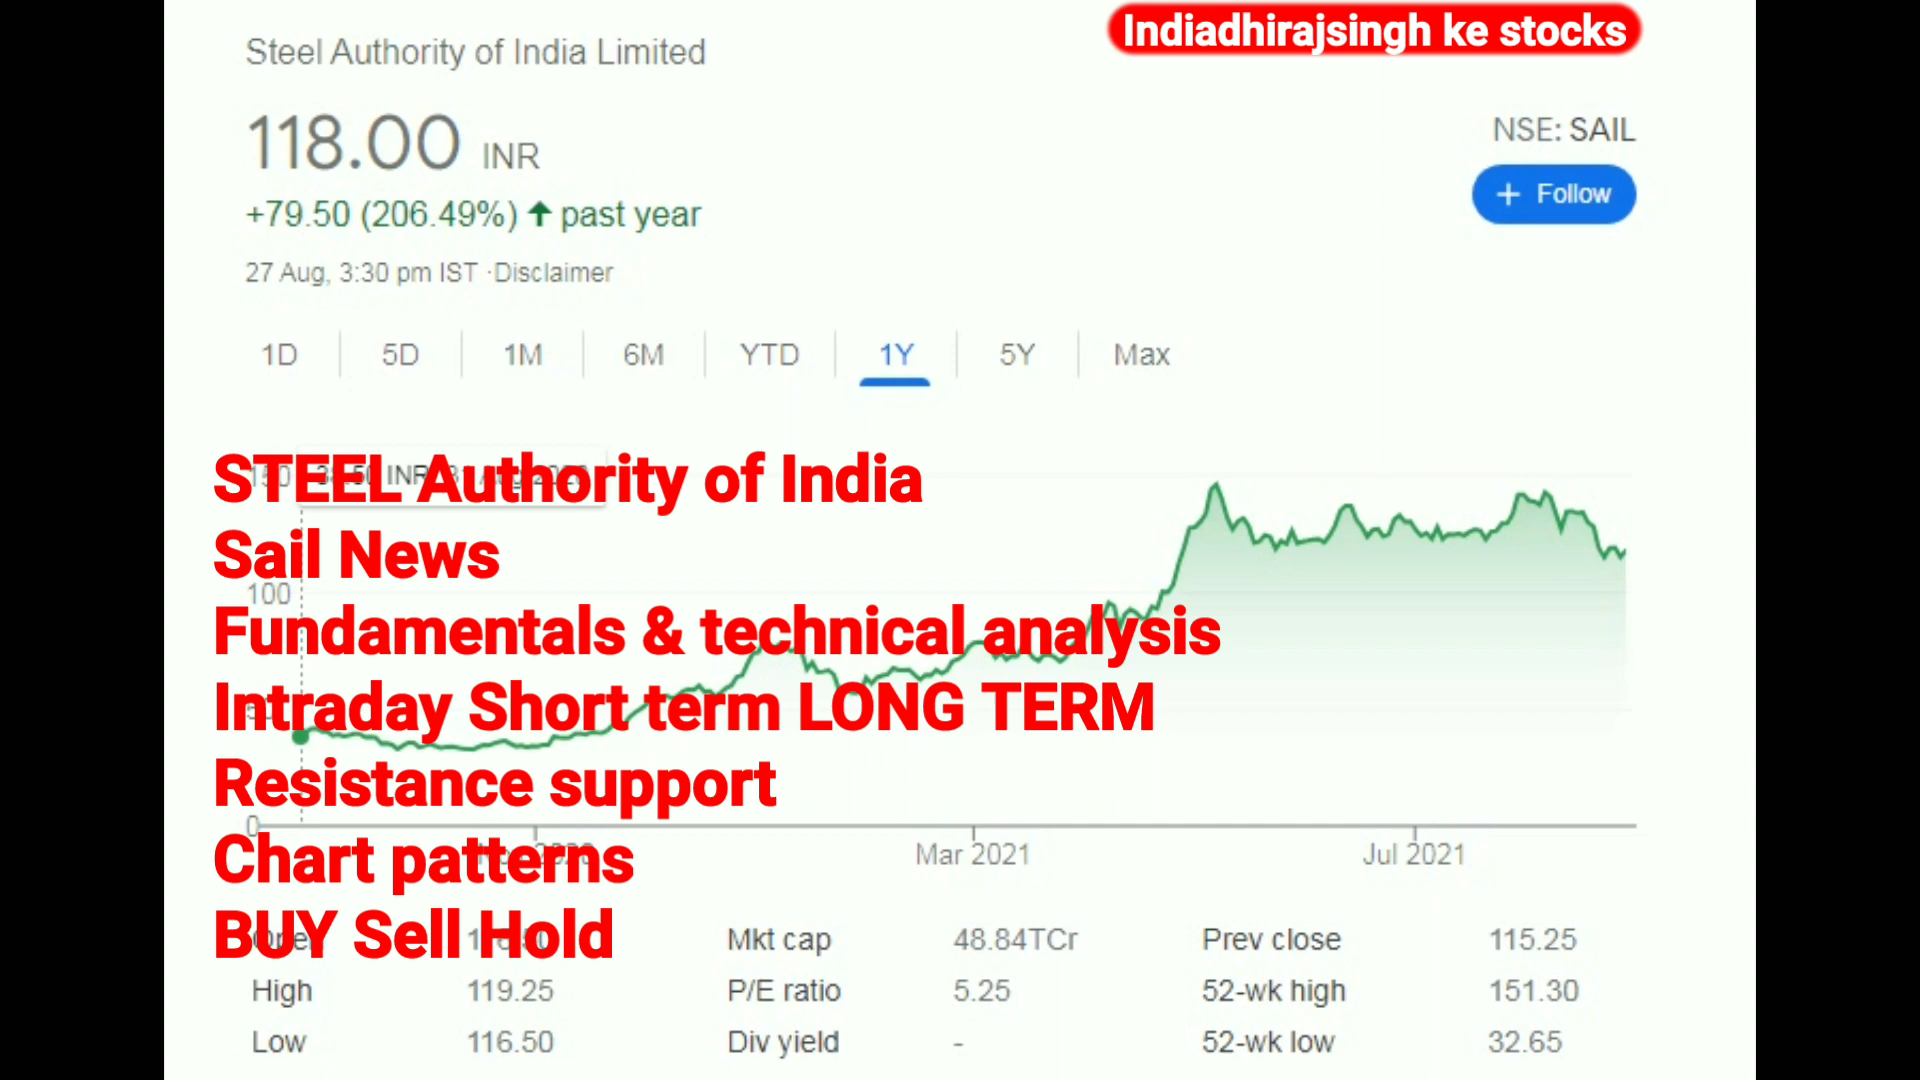 Indiadhirajsingh ke stocks
Steel Authority of India Limited
118.00 INR
NSE: SAIL
+ Follow
+79.50 (206.49%) ↑ past year
27 Aug, 3:30 pm IST · Disclaimer
1D 5D 1M 6M YTD 1Y 5Y Max
150
STEEL Authority of India
Sail News
100
Fundamentals & technical analysis
Intraday Short term LONG TERM
Resistance support
0
Mar 2021 Jul 2021
Chart patterns
BUY Sell Hold
Mkt cap 48.84TCr Prev close 115.25
High 119.25 P/E ratio 5.25 52-wk high 151.30
Low 116.50 Div yield - 52-wk low 32.65